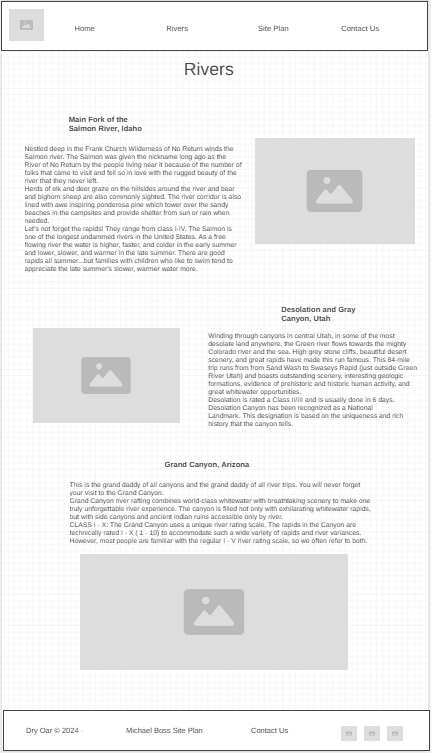 Home Rivers Site Plan Contact Us
Rivers
Main Fork of the
Salmon River, Idaho
Nestled deep in the Frank Church Wilderness of No Return winds the
Salmon river. The Salmon was given the nickname long ago as the
River of No Return by the people living near it because of the number of
folks that came to visit and fell so in love with the rugged beauty of the
river that they never left.
Herds of elk and deer graze on the hillsides around the river and bear
and bighorn sheep are also commonly sighted. The river corridor is also
lined with awe inspiring ponderosa pine which tower over the sandy
beaches in the campsites and provide shelter from sun or rain when
needed.
Let's not forget the rapids! They range from class I-IV. The Salmon is
one of the longest undammed rivers in the United States. As a free
flowing river the water is higher, faster, and colder in the early summer
and lower, slower, and warmer in the late summer. There are good
rapids all summer...but families with children who like to swim tend to
appreciate the late summer's slower, warmer water more.
Desolation and Gray
Canyon, Utah
Winding through canyons in central Utah, in some of the most
desolate land anywhere, the Green river flows towards the mighty
Colorado river and the sea. High grey stone cliffs, beautiful desert
scenery, and great rapids have made this run famous. This 84-mile
trip runs from from Sand Wash to Swaseys Rapid (just outside Green
River Utah) and boasts outstanding scenery, interesting geologic
formations, evidence of prehistoric and historic human activity, and
great whitewater opportunities.
Desolation is rated a Class II/III and is usually done in 6 days.
Desolation Canyon has been recognized as a National
Landmark. This designation is based on the uniqueness and rich
history that the canyon tells.
Grand Canyon, Arizona
This is the grand daddy of all canyons and the grand daddy of all river trips. You will never forget
your visit to the Grand Canyon.
Grand Canyon river rafting combines world-class whitewater with breathtaking scenery to make one
truly unforgettable river experience. The canyon is filled not only with exhilarating whitewater rapids,
but with side canyons and ancient indian ruins accessible only by river.
CLASS I - X: The Grand Canyon uses a unique river rating scale. The rapids in the Canyon are
technically rated I - X ( 1 - 10) to accommodate such a wide variety of rapids and river variances.
However, most people are familiar with the regular I - V river rating scale, so we often refer to both.
Dry Oar © 2024 Michael Boss Site Plan Contact Us